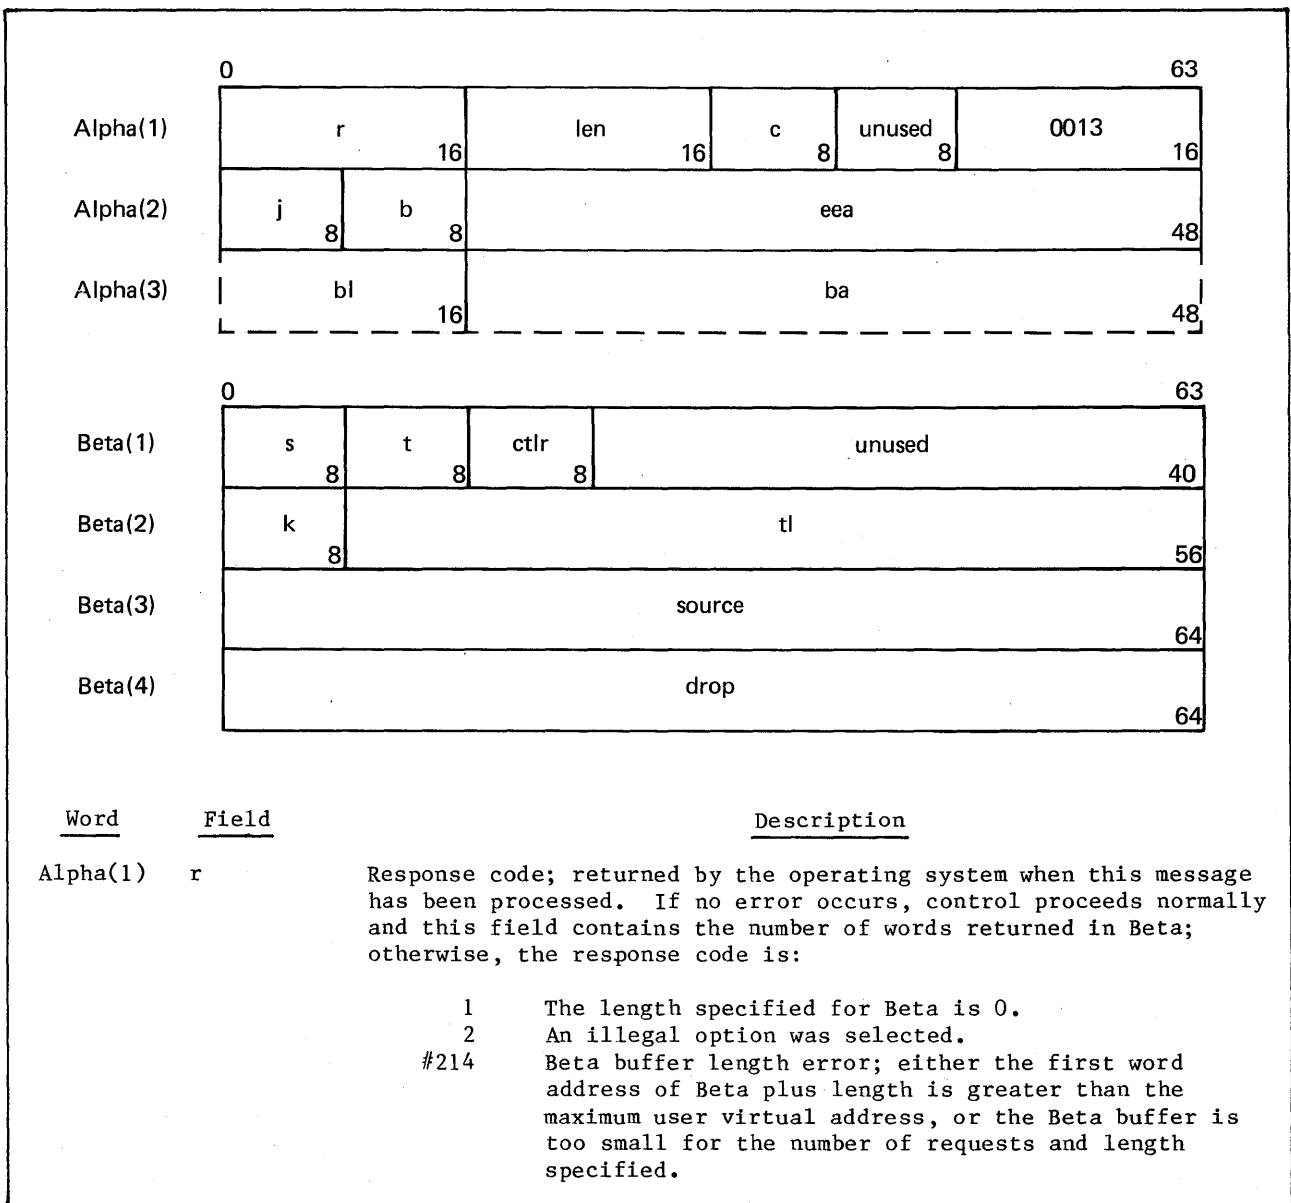 0 63
Alpha(1) r 16 len 16 c 8 unused 8 0013 16
Alpha(2) j 8 b 8 eea 48
Alpha(3) bl 16 ba 48
0 63
Beta(1) s 8 t 8 ctlr 8 unused 40
Beta(2) k 8 tl 56
Beta(3) source 64
Beta(4) drop 64
Word Field Description
Alpha(1) r Response code; returned by the operating system when this message
has been processed. If no error occurs, control proceeds normally
and this field contains the number of words returned in Beta;
otherwise, the response code is:
1 The length specified for Beta is 0.
2 An illegal option was selected.
#214 Beta buffer length error; either the first word
address of Beta plus length is greater than the
maximum user virtual address, or the Beta buffer is
too small for the number of requests and length
specified.